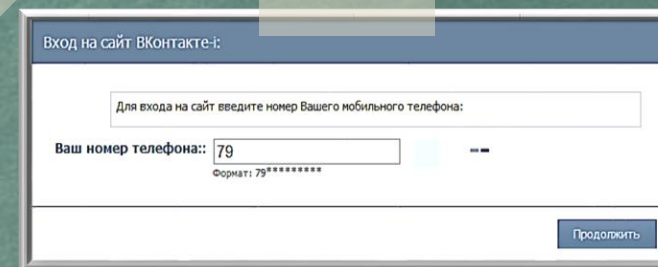 Вход на сайт ВКонтакте-i:
Для входа на сайт введите номер Вашего мобильного телефона:
Ваш номер телефона:: 79
Формат: 79*********
Продолжить